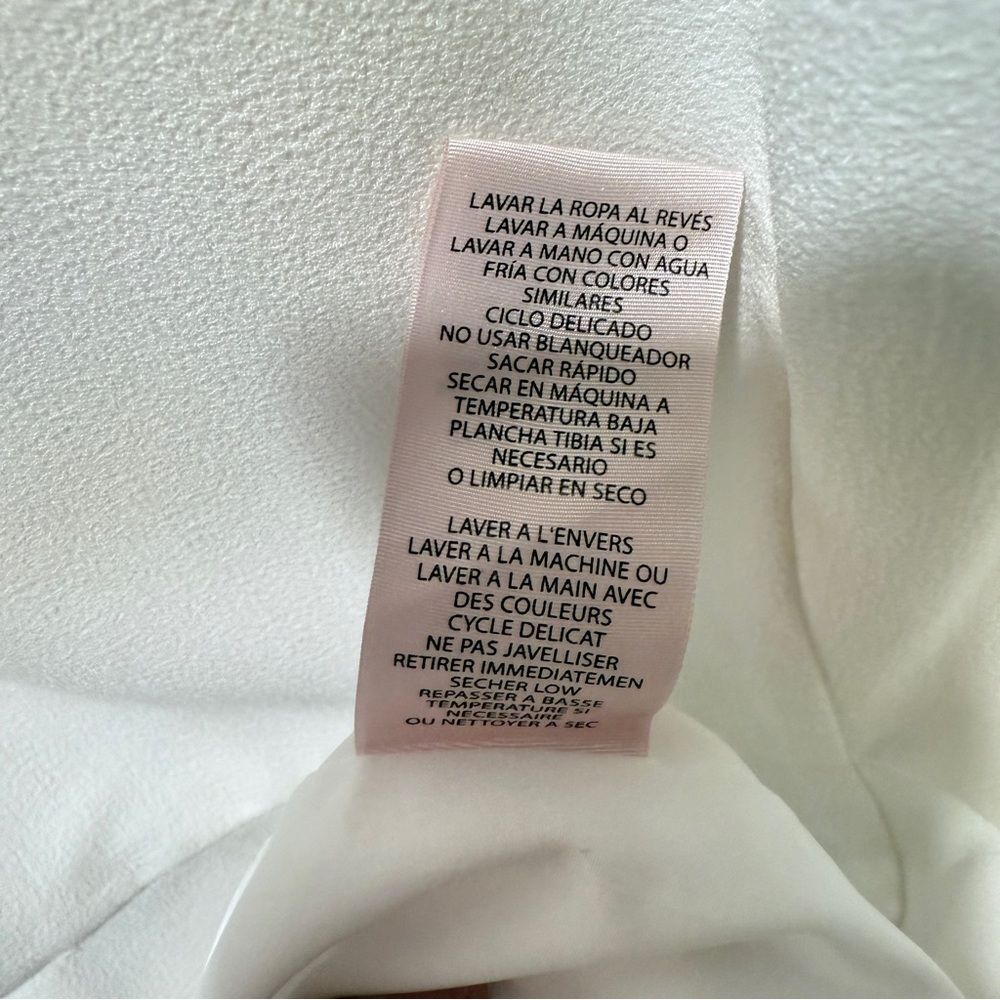 LAVAR LA ROPA AL REVÉS
LAVAR A MÁQUINA O
LAVAR A MANO CON AGUA
FRÍA CON COLORES
SIMILARES
CICLO DELICADO
NO USAR BLANQUEADOR
SACAR RÁPIDO
SECAR EN MÁQUINA A
TEMPERATURA BAJA
PLANCHA TIBIA SI ES
NECESARIO
O LIMPIAR EN SECO
LAVER A L'ENVERS
LAVER A LA MACHINE OU
LAVER A LA MAIN AVEC
DES COULEURS
CYCLE DELICAT
NE PAS JAVELLISER
RETIRER IMMEDIATEMEN
SECHER LOW
REPASSER A BASSE
TEMPERATURE SI
NECESSAIRE
OU NETTOYER A SEC